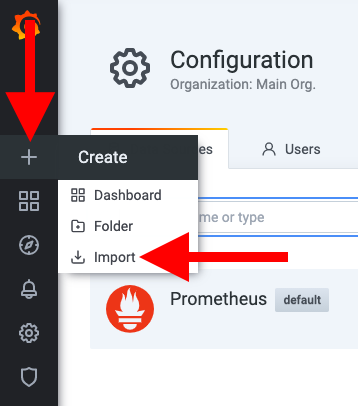 Configuration
Organization: Main Org.
Create
es
Users
Dashboard
me or type
Folder
Import
Prometheus default